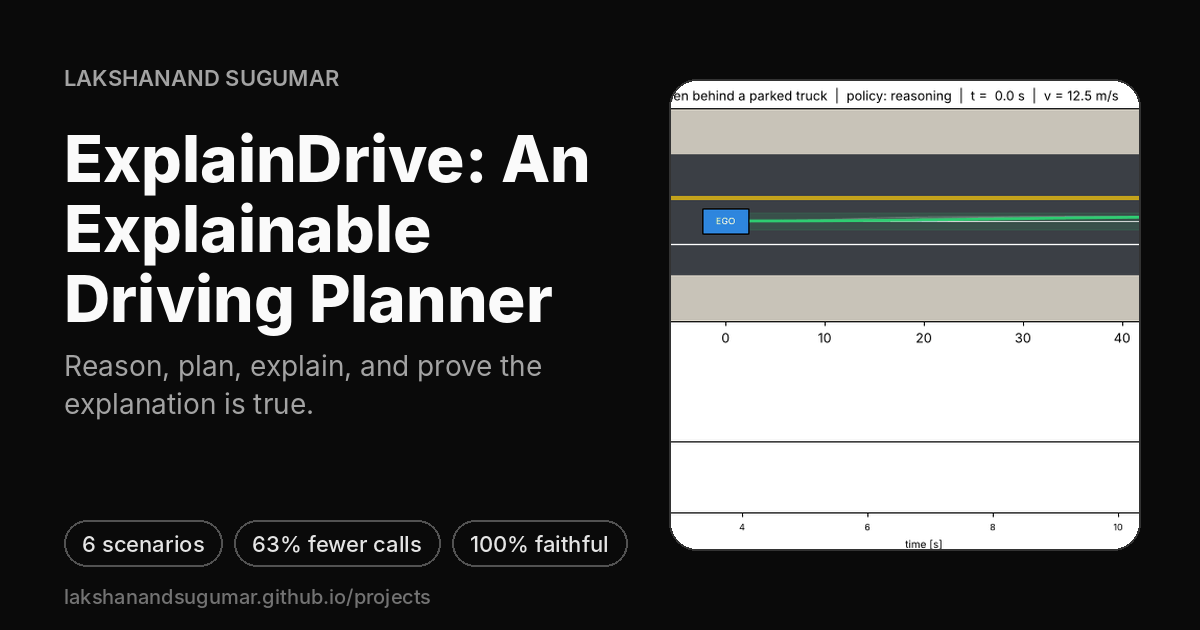 LAKSHANAND SUGUMAR
ExplainDrive: An
Explainable
Driving Planner
Reason, plan, explain, and prove the
explanation is true.
6 scenarios
63% fewer calls
100% faithful
lakshanandsugumar.github.io/projects
en behind a parked truck | policy: reasoning | t = 0.0 s | v = 12.5 m/s
EGO
0 10 20 30 40
4 6 8 10
time [s]